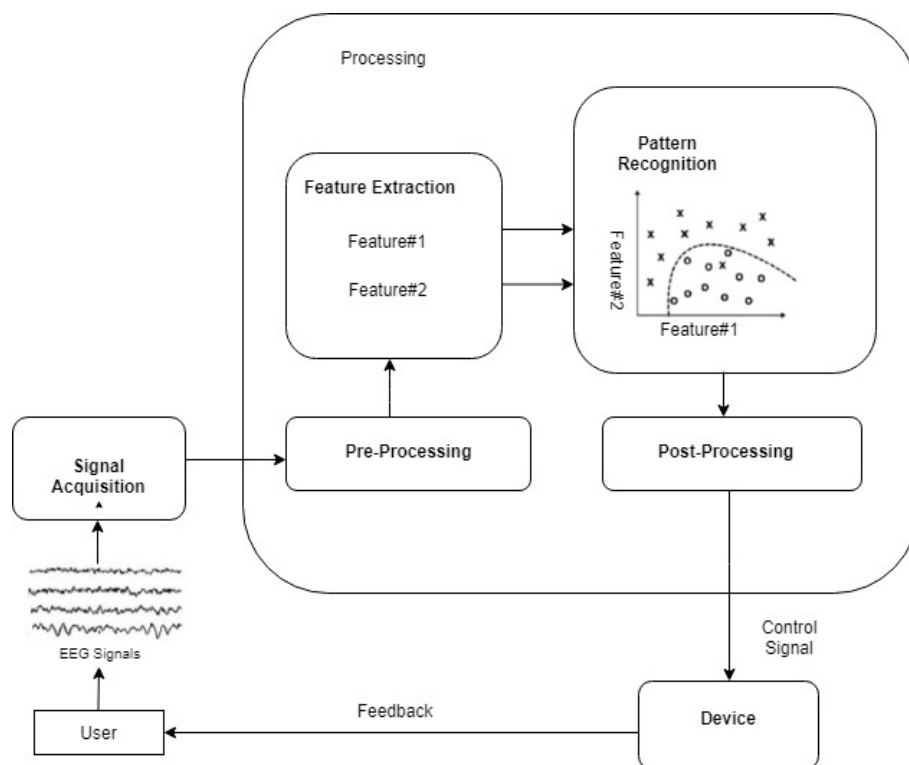 Processing
Pattern
Recognition
Feature Extraction
Feature#1
Feature#2
Feature#2
Feature#1
Signal
Acquisition
Pre-Processing
Post-Processing
EEG Signals
Control
Signal
User
Feedback
Device